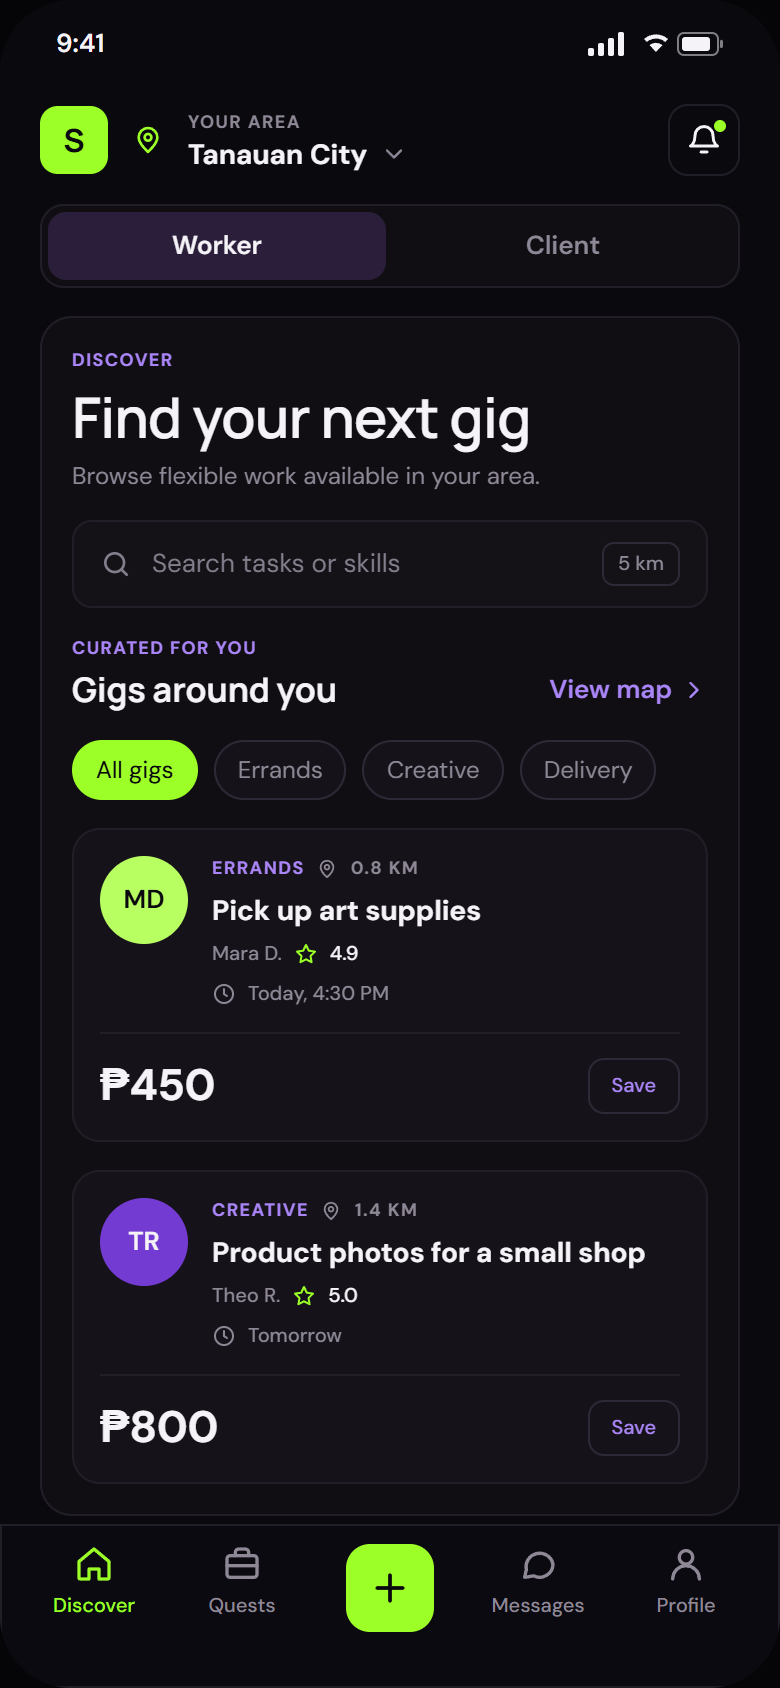 9:41
S
YOUR AREA
Tanauan City
Worker
Client
DISCOVER
Find your next gig
Browse flexible work available in your area.
Search tasks or skills
5 km
CURATED FOR YOU
Gigs around you
View map
All gigs
Errands
Creative
Delivery
MD
ERRANDS
0.8 KM
Pick up art supplies
Mara D.
4.9
Today, 4:30 PM
₱450
Save
TR
CREATIVE
1.4 KM
Product photos for a small shop
Theo R.
5.0
Tomorrow
₱800
Save
Discover
Quests
Messages
Profile